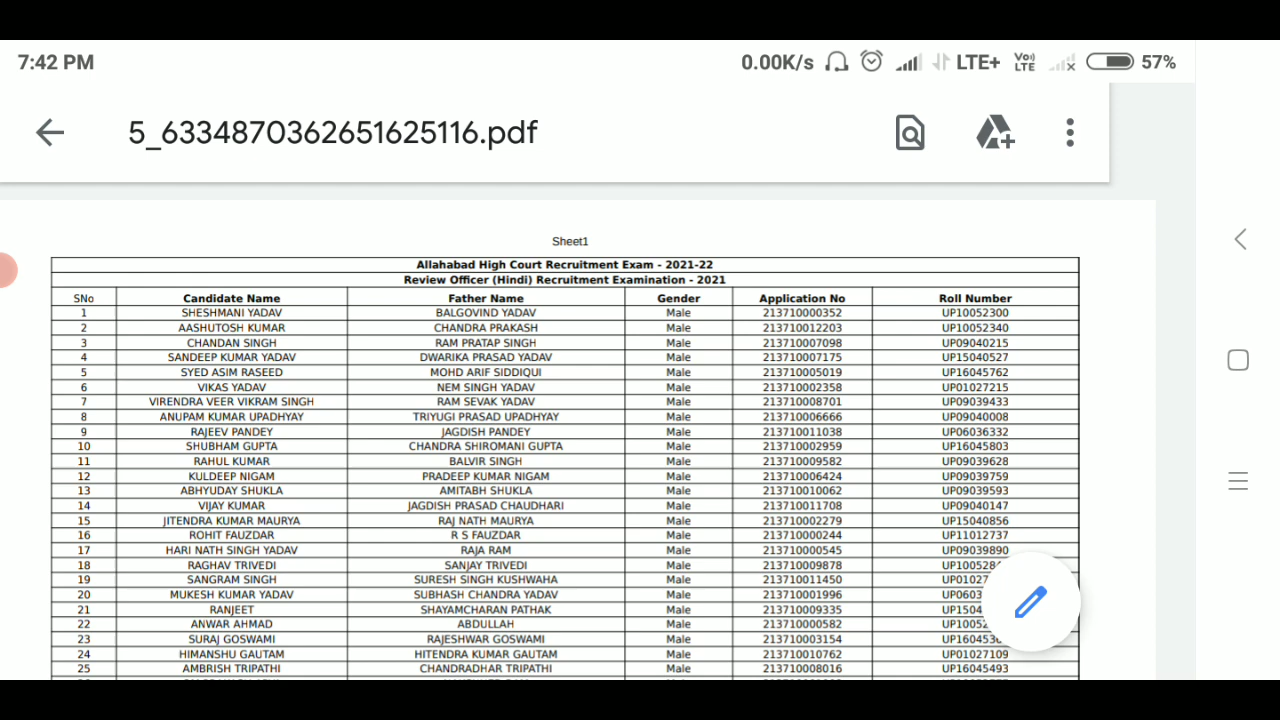 7:42 PM 0.00K/s LTE+ Vo)) LTE 57%
5_6334870362651625116.pdf
Sheet1
Allahabad High Court Recruitment Exam - 2021-22
Review Officer (Hindi) Recruitment Examination - 2021
SNo Candidate Name Father Name Gender Application No Roll Number
1 SHESHMANI YADAV BALGOVIND YADAV Male 213710000352 UP10052300
2 AASHUTOSH KUMAR CHANDRA PRAKASH Male 213710012203 UP10052340
3 CHANDAN SINGH RAM PRATAP SINGH Male 213710007098 UP09040215
4 SANDEEP KUMAR YADAV DWARIKA PRASAD YADAV Male 213710007175 UP15040527
5 SYED ASIM RASEED MOHD ARIF SIDDIQUI Male 213710005019 UP16045762
6 VIKAS YADAV NEM SINGH YADAV Male 213710002358 UP01027215
7 VIRENDRA VEER VIKRAM SINGH RAM SEVAK YADAV Male 213710008701 UP09039433
8 ANUPAM KUMAR UPADHYAY TRIYUGI PRASAD UPADHYAY Male 213710006666 UP09040008
9 RAJEEV PANDEY JAGDISH PANDEY Male 213710011038 UP06036332
10 SHUBHAM GUPTA CHANDRA SHIROMANI GUPTA Male 213710002959 UP16045803
11 RAHUL KUMAR BALVIR SINGH Male 213710009582 UP09039628
12 KULDEEP NIGAM PRADEEP KUMAR NIGAM Male 213710006424 UP09039759
13 ABHYUDAY SHUKLA AMITABH SHUKLA Male 213710010062 UP09039593
14 VIJAY KUMAR JAGDISH PRASAD CHAUDHARI Male 213710011708 UP09040147
15 JITENDRA KUMAR MAURYA RAJ NATH MAURYA Male 213710002279 UP15040856
16 ROHIT FAUZDAR R S FAUZDAR Male 213710000244 UP11012737
17 HARI NATH SINGH YADAV RAJA RAM Male 213710000545 UP09039890
18 RAGHAV TRIVEDI SANJAY TRIVEDI Male 213710009878
19 SANGRAM SINGH SURESH SINGH KUSHWAHA Male 213710011450
20 MUKESH KUMAR YADAV SUBHASH CHANDRA YADAV Male 213710001996
21 RANJEET SHAYAMCHARAN PATHAK Male 213710009335
22 ANWAR AHMAD ABDULLAH Male 213710000582
23 SURAJ GOSWAMI RAJESHWAR GOSWAMI Male 213710003154
24 HIMANSHU GAUTAM HITENDRA KUMAR GAUTAM Male 213710010762 UP01027109
25 AMBRISH TRIPATHI CHANDRADHAR TRIPATHI Male 213710008016 UP16045493